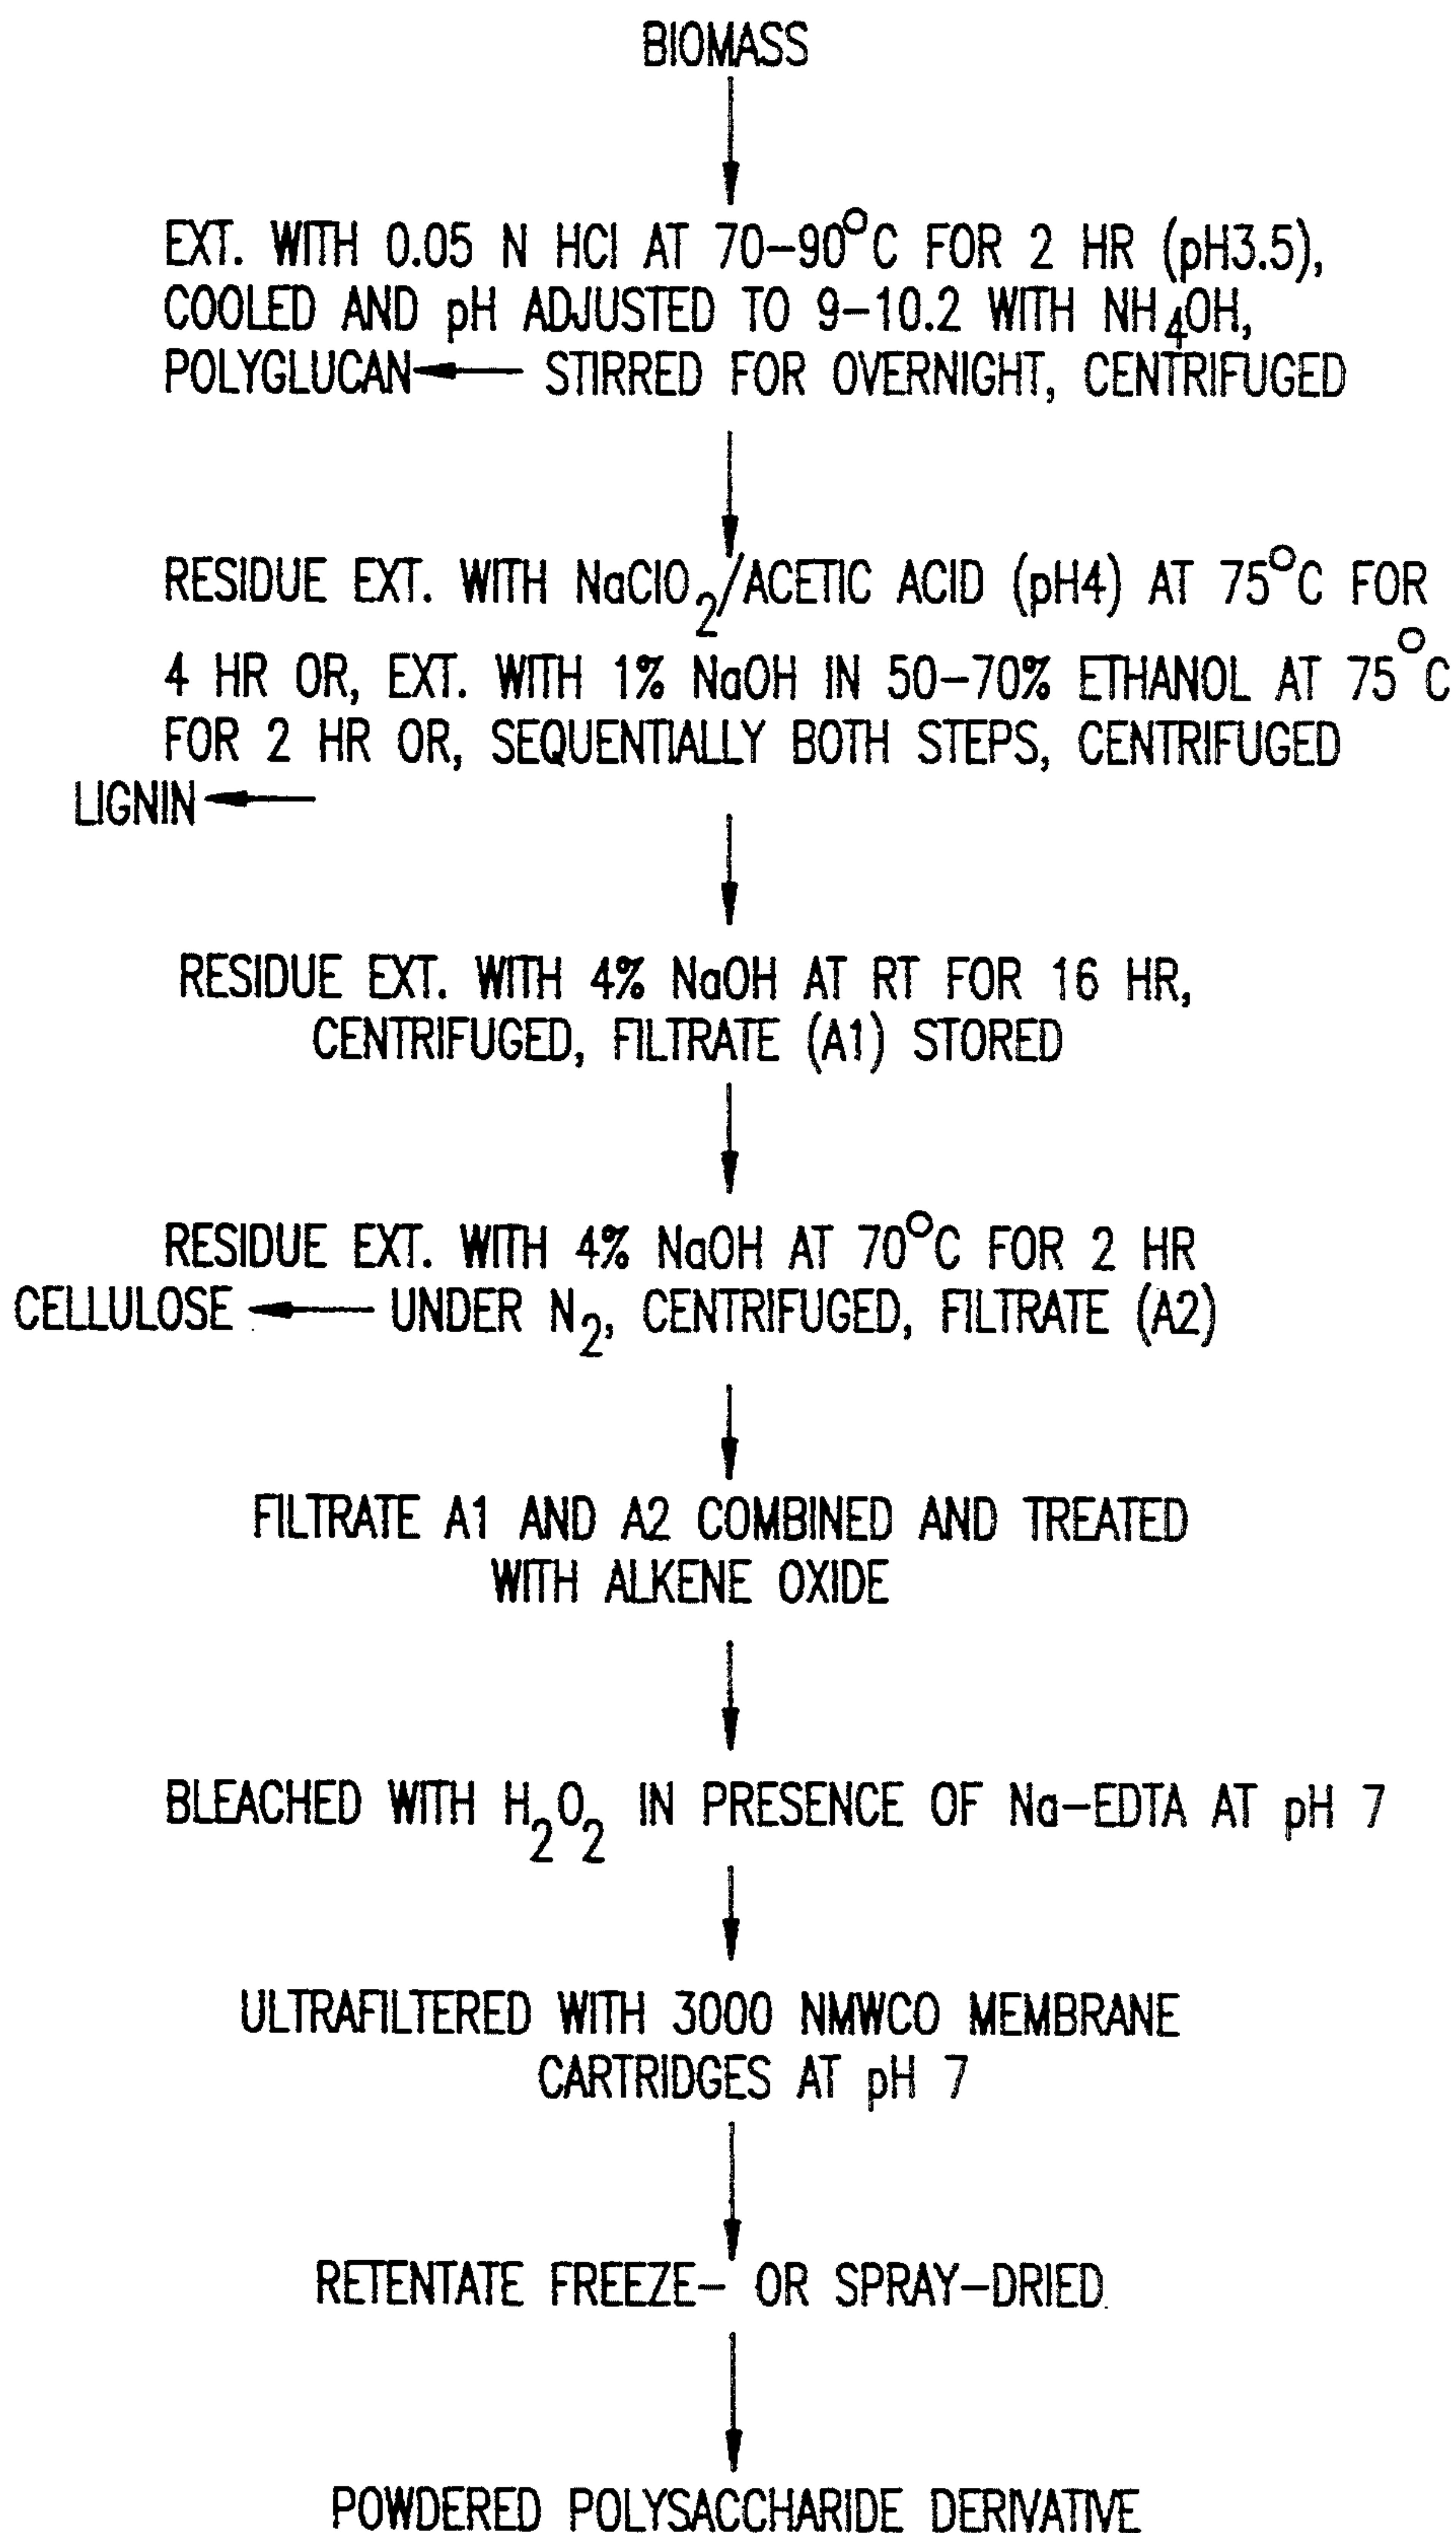 BIOMASS
EXT. WITH 0.05 N HCl AT 70-90°C FOR 2 HR (pH3.5),
COOLED AND pH ADJUSTED TO 9-10.2 WITH NH4OH,
POLYGLUCAN STIRRED FOR OVERNIGHT, CENTRIFUGED
RESIDUE EXT. WITH NaClO2/ACETIC ACID (pH4) AT 75°C FOR
4 HR OR, EXT. WITH 1% NaOH IN 50-70% ETHANOL AT 75°C
FOR 2 HR OR, SEQUENTIALLY BOTH STEPS, CENTRIFUGED
LIGNIN
RESIDUE EXT. WITH 4% NaOH AT RT FOR 16 HR,
CENTRIFUGED, FILTRATE (A1) STORED
RESIDUE EXT. WITH 4% NaOH AT 70°C FOR 2 HR
CELLULOSE UNDER N2, CENTRIFUGED, FILTRATE (A2)
FILTRATE A1 AND A2 COMBINED AND TREATED
WITH ALKENE OXIDE
BLEACHED WITH H2O2 IN PRESENCE OF Na-EDTA AT pH 7
ULTRAFILTERED WITH 3000 NMWCO MEMBRANE
CARTRIDGES AT pH 7
RETENTATE FREEZE- OR SPRAY-DRIED
POWDERED POLYSACCHARIDE DERIVATIVE